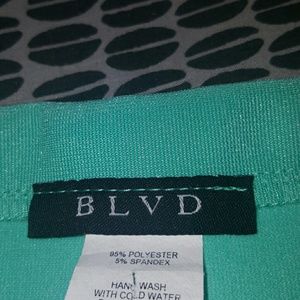 BLVD
95% POLYESTER
5% SPANDEX
HAND WASH
WITH COLD WATER